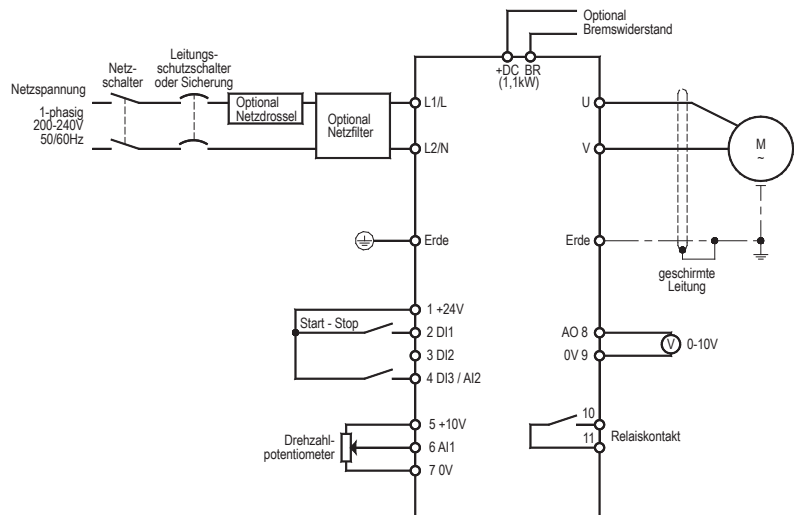 Optional
Bremswiderstand
+DC BR
(1,1kW)
Netzspannung
1-phasig
200-240V
50/60Hz
Netz-
schalter
Leitungs-
schutzschalter
oder Sicherung
Optional
Netzdrossel
Optional
Netzfilter
L1/L
L2/N
U
V
M
~
Erde
Erde
geschirmte
Leitung
1 +24V
Start - Stop
2 DI1
3 DI2
4 DI3 / AI2
AO 8
0V 9
V
0-10V
5 +10V
6 AI1
7 0V
Drehzahl-
potentiometer
10
11
Relaiskontakt